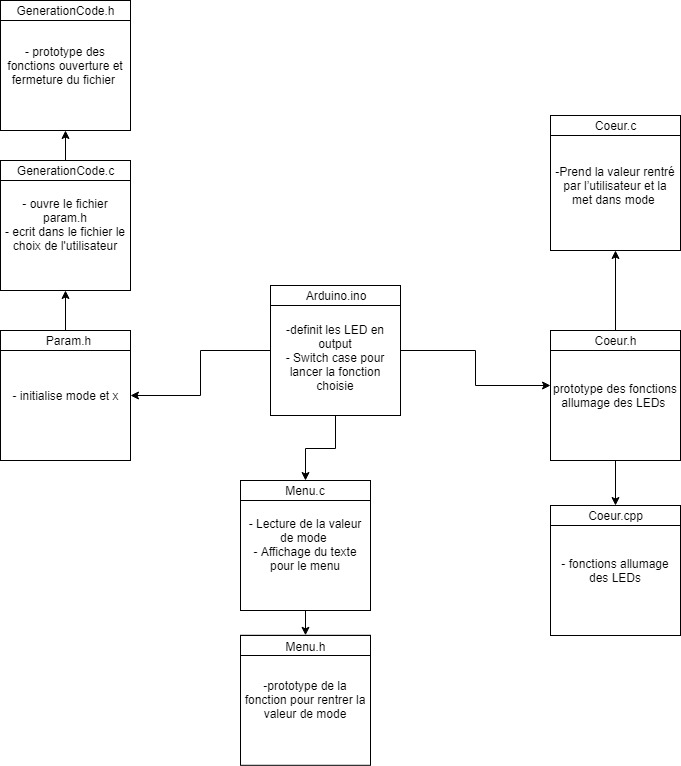 GenerationCode.h
- prototype des
fonctions ouverture et
fermeture du fichier
GenerationCode.c
- ouvre le fichier
param.h
- ecrit dans le fichier le
choix de l'utilisateur
Param.h
- initialise mode et x
Arduino.ino
-definit les LED en
output
- Switch case pour
lancer la fonction
choisie
Menu.c
- Lecture de la valeur
de mode
- Affichage du texte
pour le menu
Menu.h
-prototype de la
fonction pour rentrer la
valeur de mode
Coeur.c
-Prend la valeur rentré
par l'utilisateur et la
met dans mode
Coeur.h
prototype des fonctions
allumage des LEDs
Coeur.cpp
- fonctions allumage
des LEDs